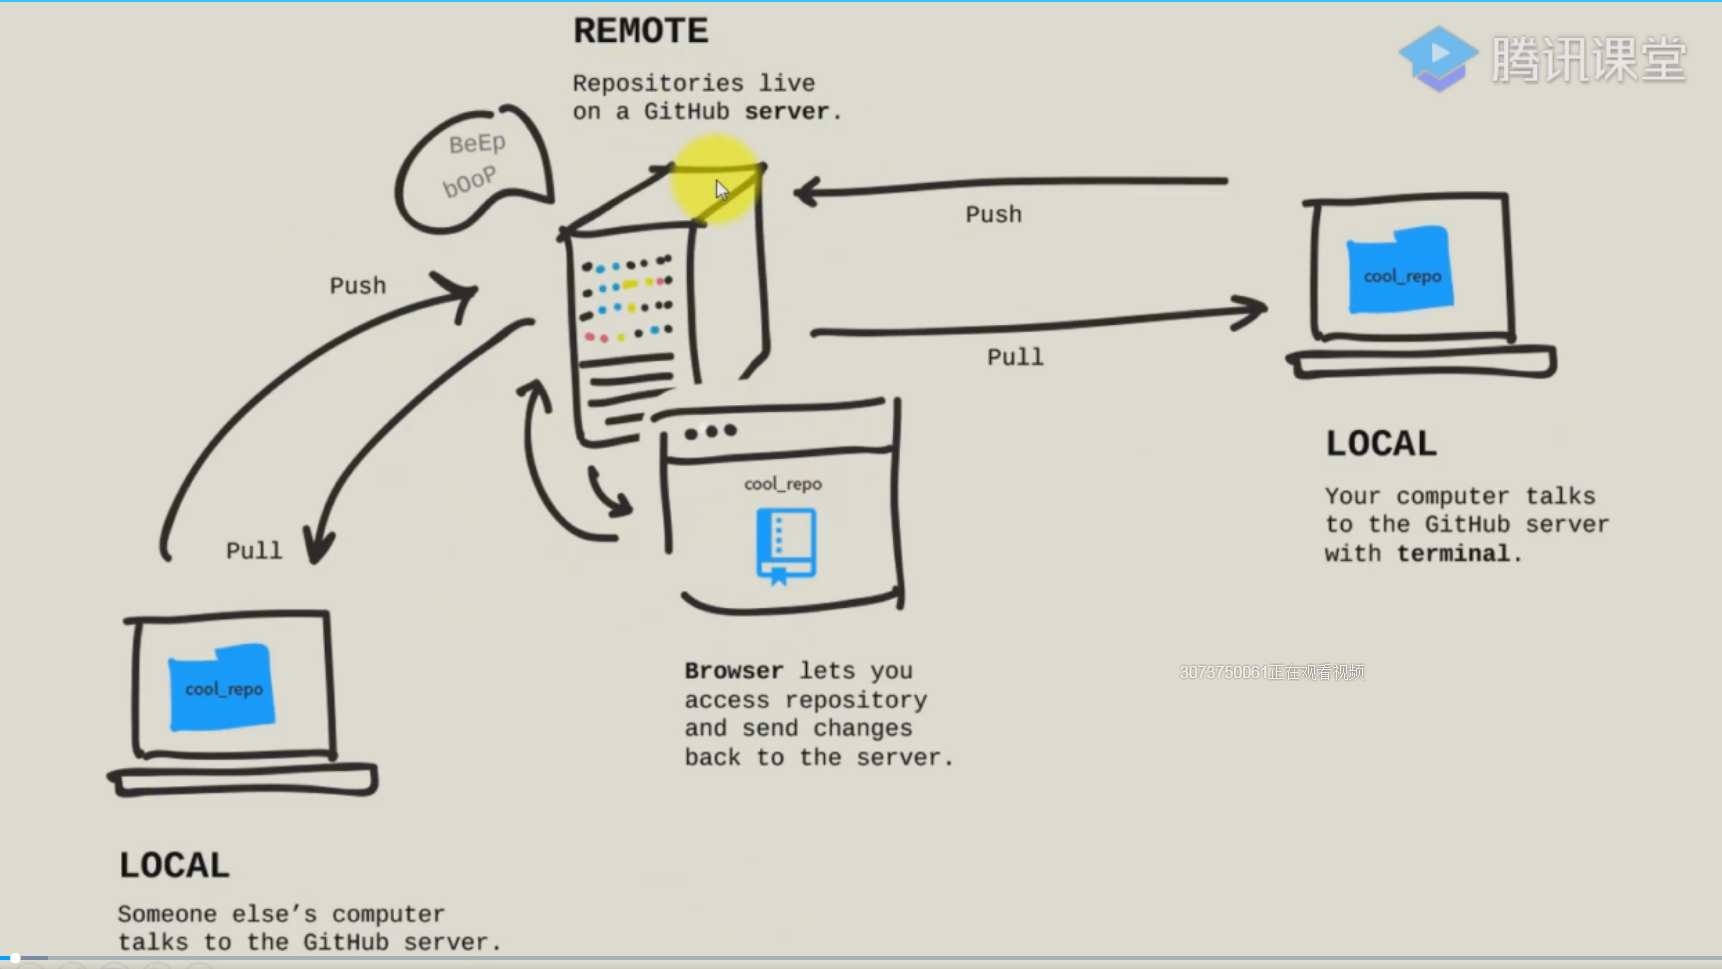 REMOTE
Repositories live
on a GitHub server.
腾讯课堂
BeEp
bOoP
Push
Push
cool_repo
Pull
LOCAL
Your computer talks
to the GitHub server
with terminal.
cool_repo
Pull
cool_repo
Browser lets you
access repository
and send changes
back to the server.
3073750061正在观看视频
LOCAL
Someone else’s computer
talks to the GitHub server.